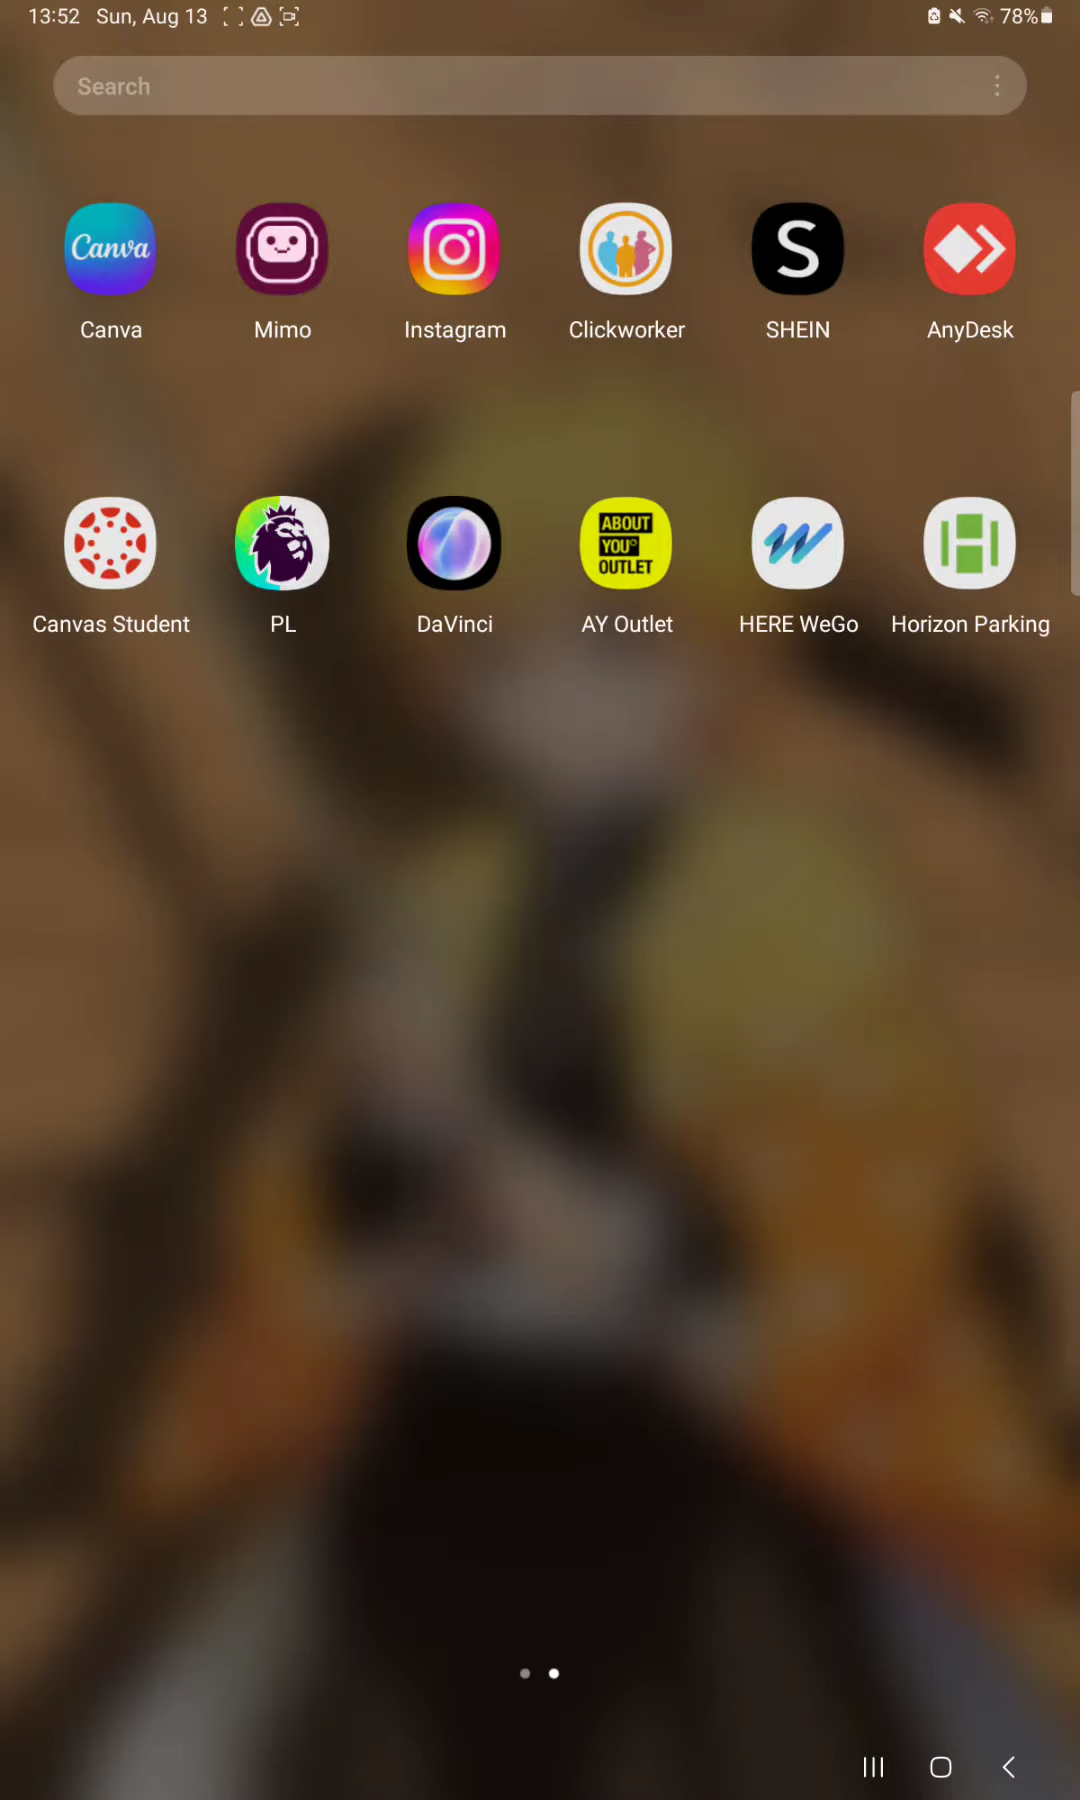 13:52 Sun, Aug 13 78%
Search
Canva
Canva Mimo Instagram Clickworker SHEIN AnyDesk
S
ABOUT
YOU°
OUTLET
Canvas Student PL DaVinci AY Outlet HERE WeGo Horizon Parking